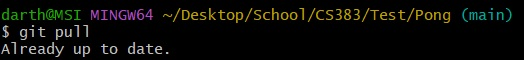 darth@MSI MINGW64 ~/Desktop/School/CS383/Test/Pong (main)
$ git pull
Already up to date.